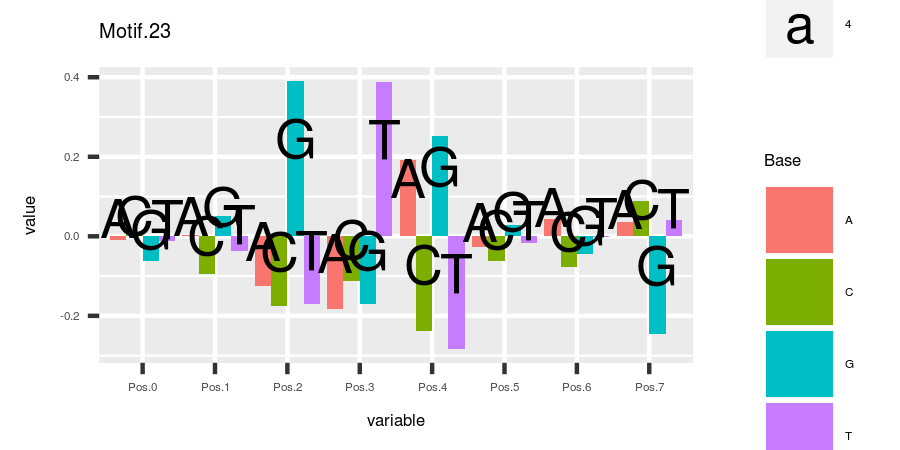 Motif.23
a 4
0.4
0.2
0.0
-0.2
value
A C G T A C G T A C G T A C G T A C G T A C G T A C G T A C G T
Pos.0 Pos.1 Pos.2 Pos.3 Pos.4 Pos.5 Pos.6 Pos.7
variable
Base
A
C
G
T